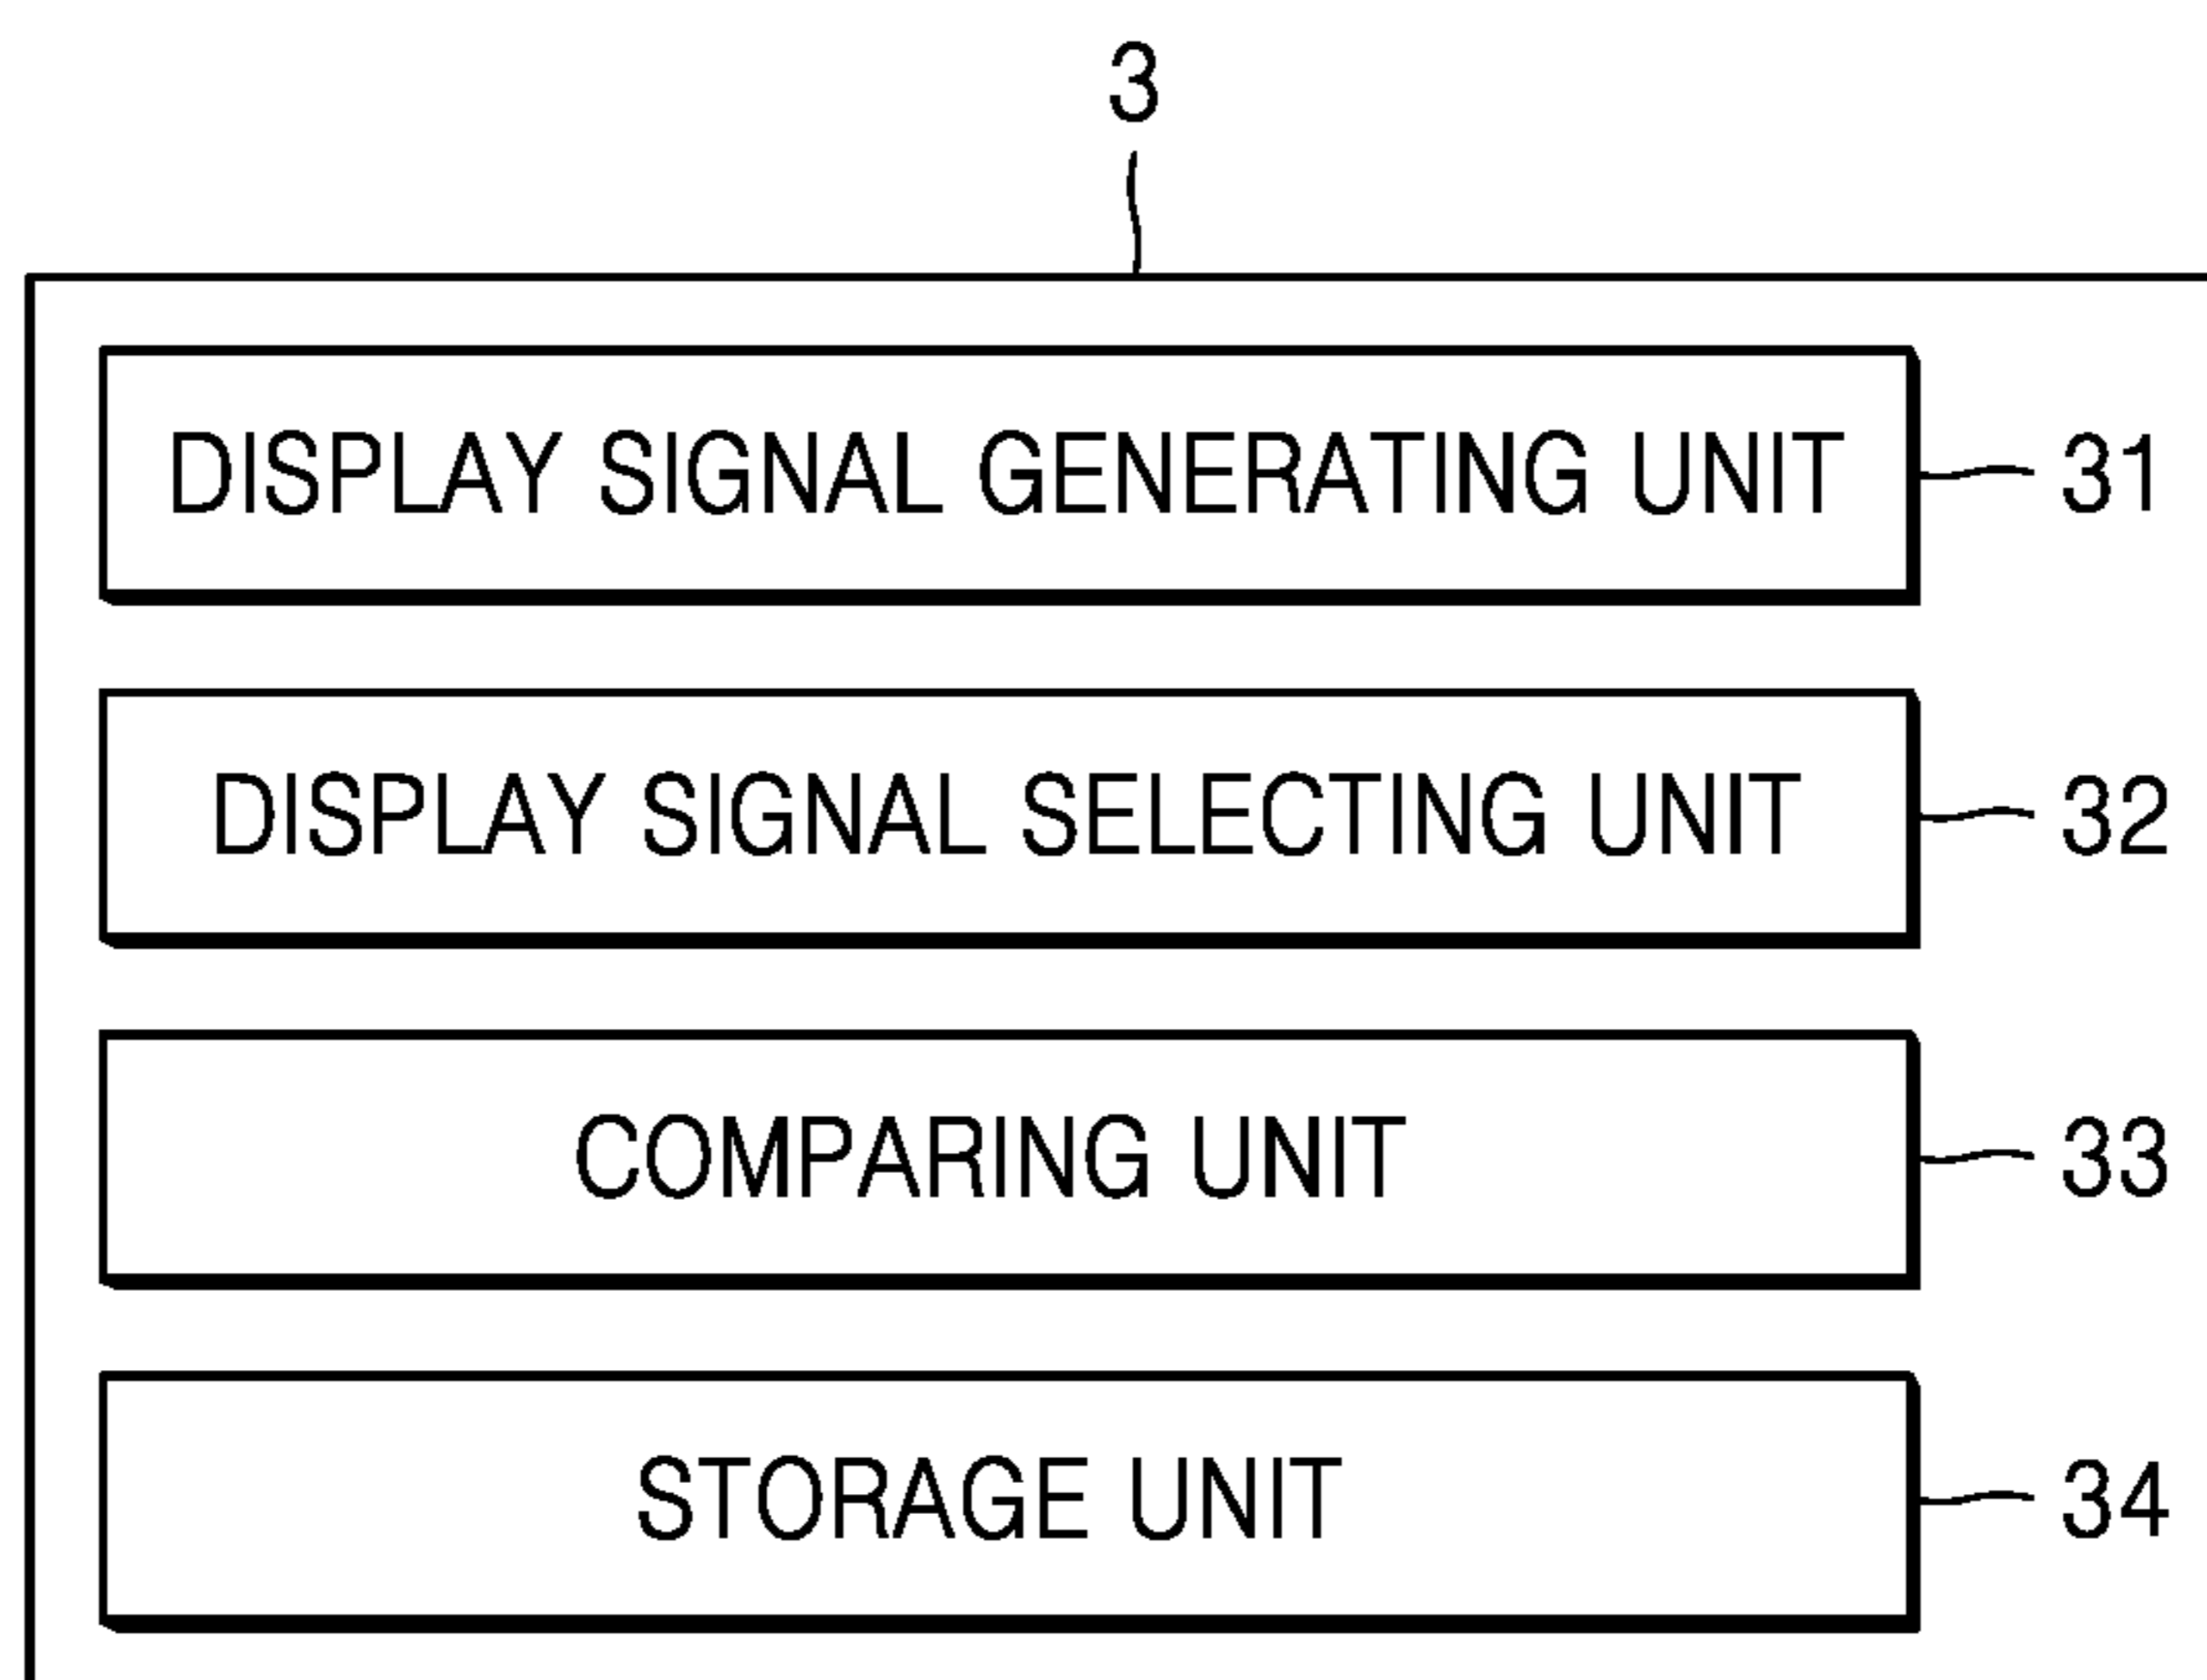 3
DISPLAY SIGNAL GENERATING UNIT 31
DISPLAY SIGNAL SELECTING UNIT 32
COMPARING UNIT 33
STORAGE UNIT 34